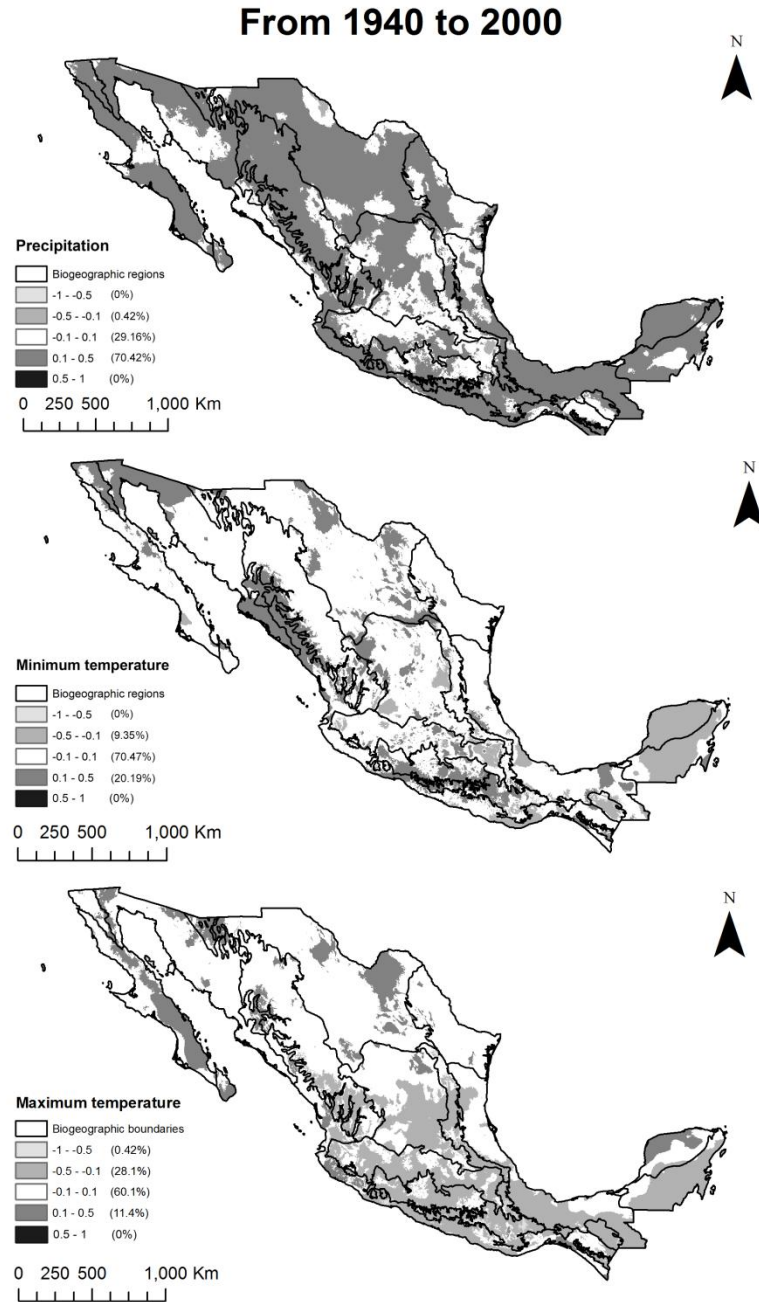 From 1940 to 2000
N
Precipitation
Biogeographic regions
-1 - -0.5 (0%)
-0.5 - -0.1 (0.42%)
-0.1 - 0.1 (29.16%)
0.1 - 0.5 (70.42%)
0.5 - 1 (0%)
0 250 500 1,000 Km
N
Minimum temperature
Biogeographic regions
-1 - -0.5 (0%)
-0.5 - -0.1 (9.35%)
-0.1 - 0.1 (70.47%)
0.1 - 0.5 (20.19%)
0.5 - 1 (0%)
0 250 500 1,000 Km
N
Maximum temperature
Biogeographic boundaries
-1 - -0.5 (0.42%)
-0.5 - -0.1 (28.1%)
-0.1 - 0.1 (60.1%)
0.1 - 0.5 (11.4%)
0.5 - 1 (0%)
0 250 500 1,000 Km